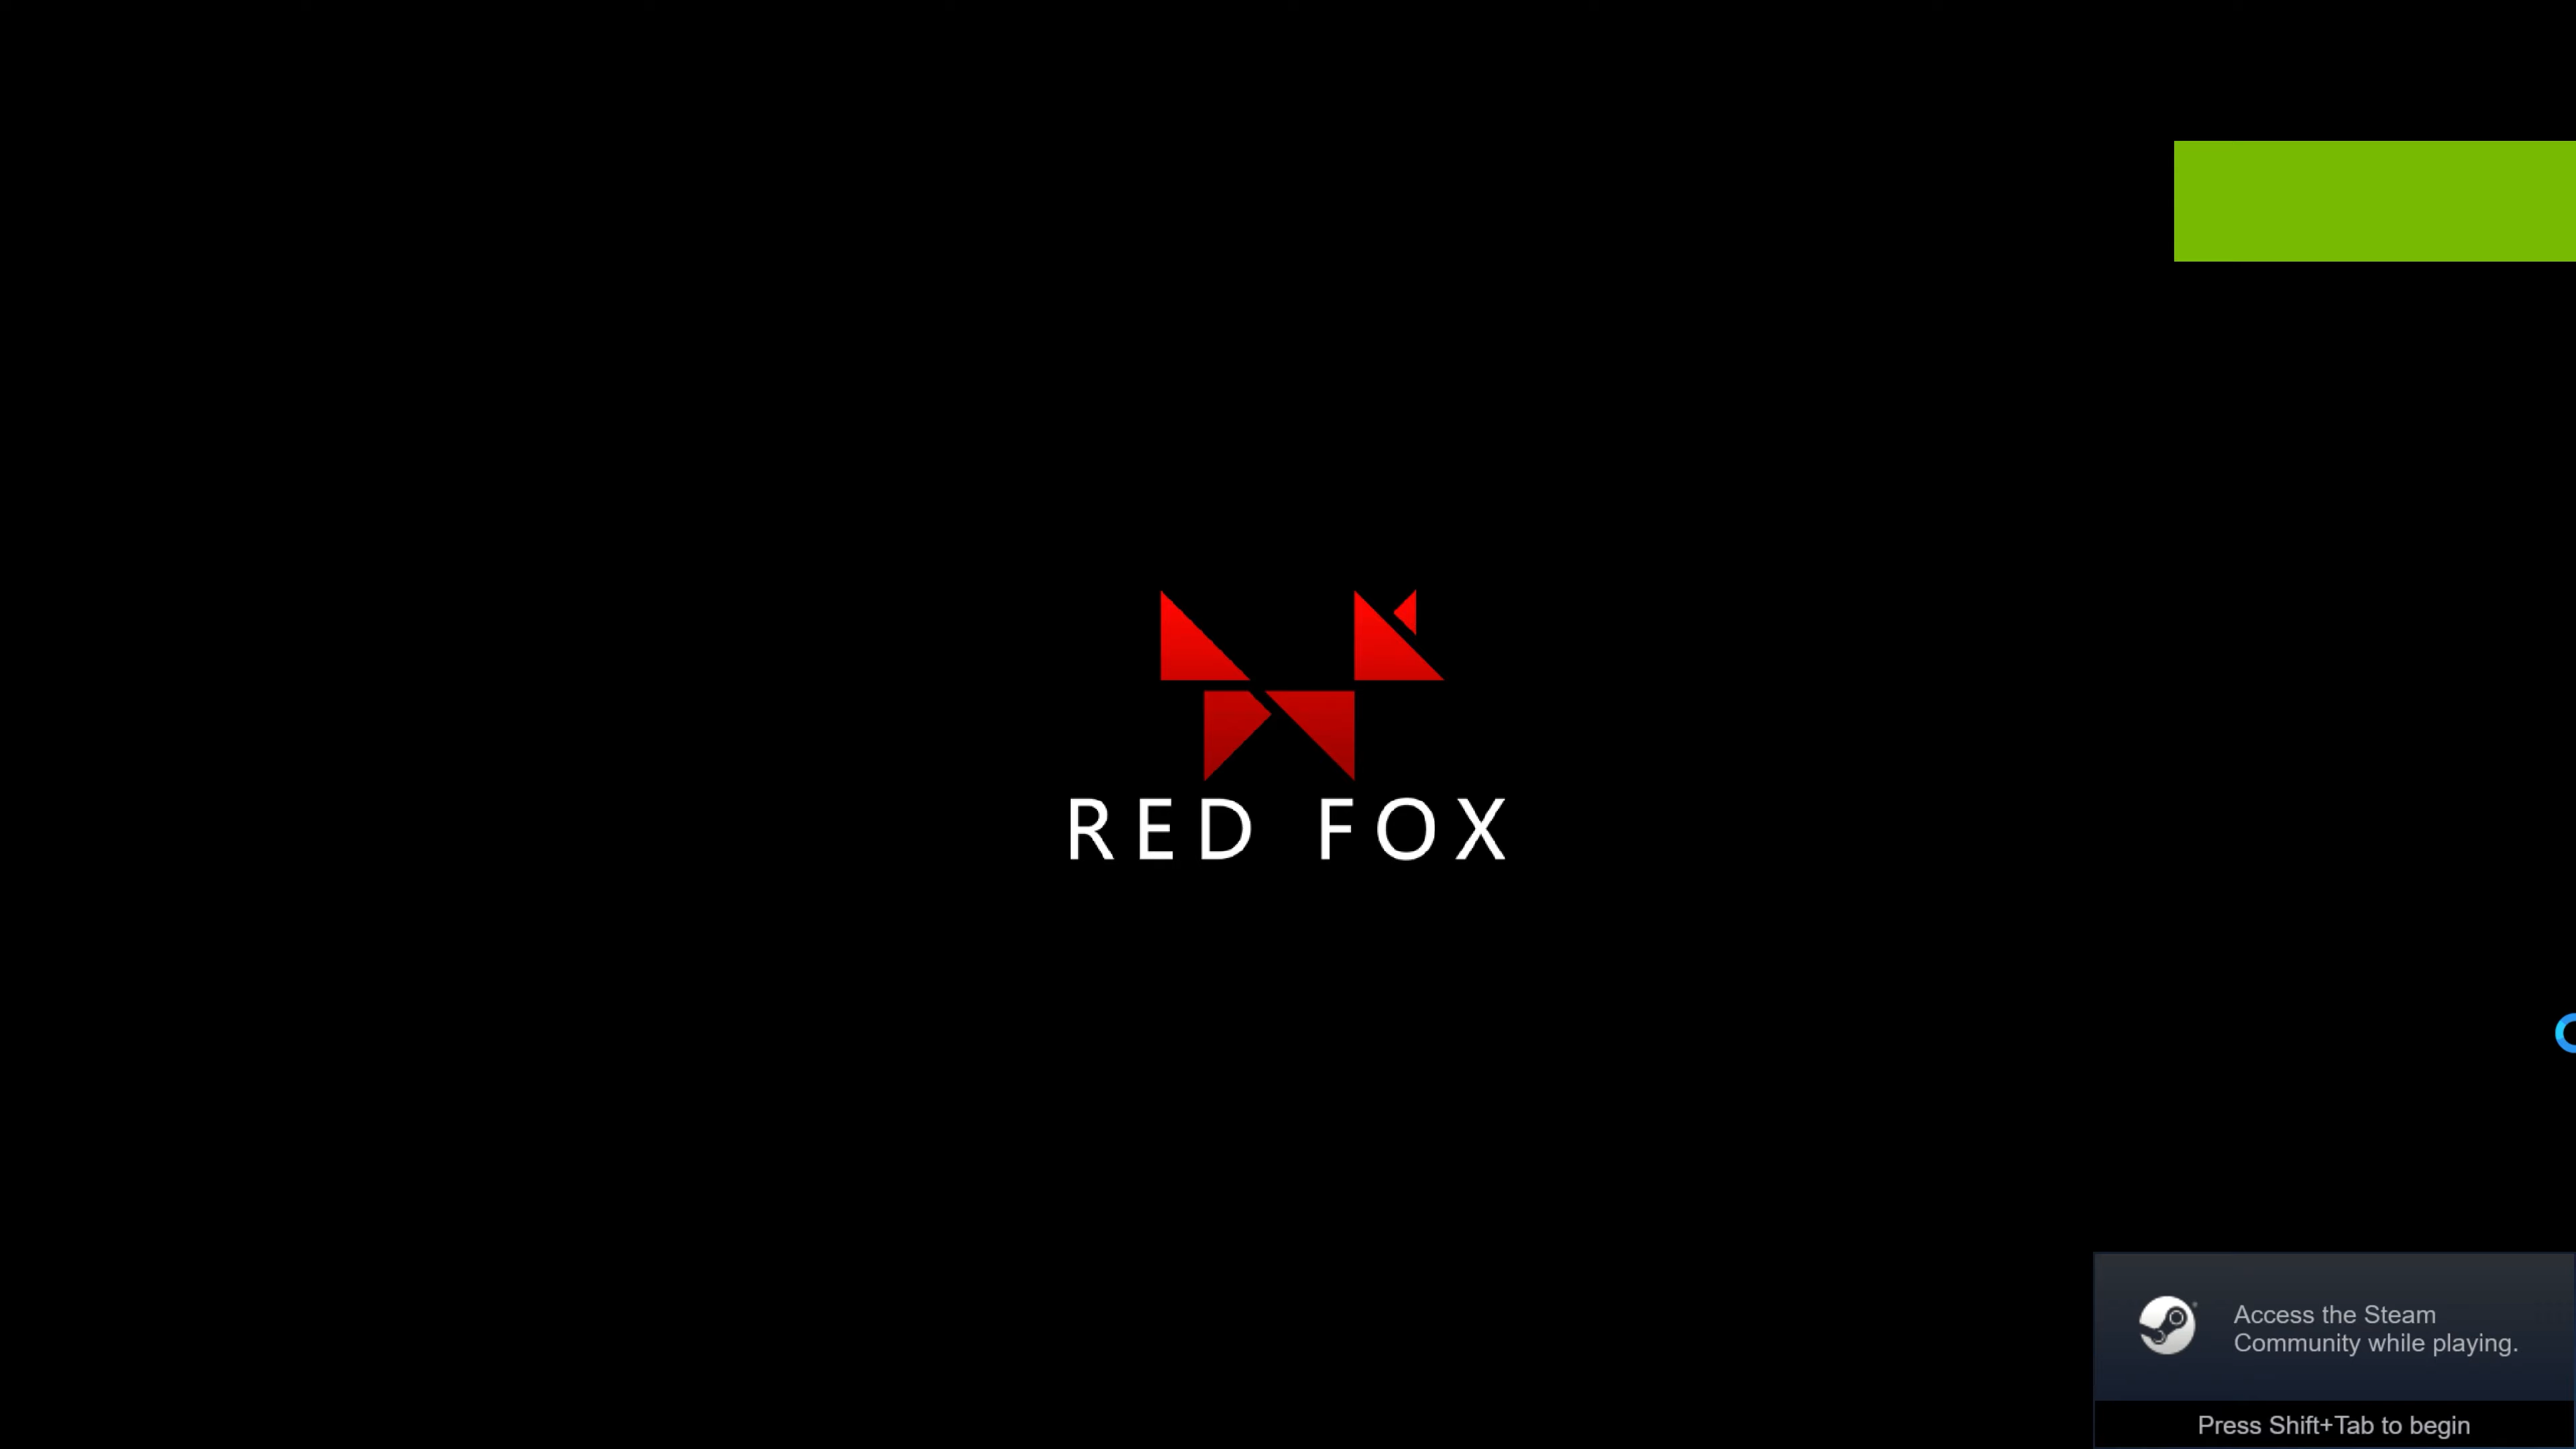 RED FOX
Access the Steam
Community while playing.
Press Shift+Tab to begin